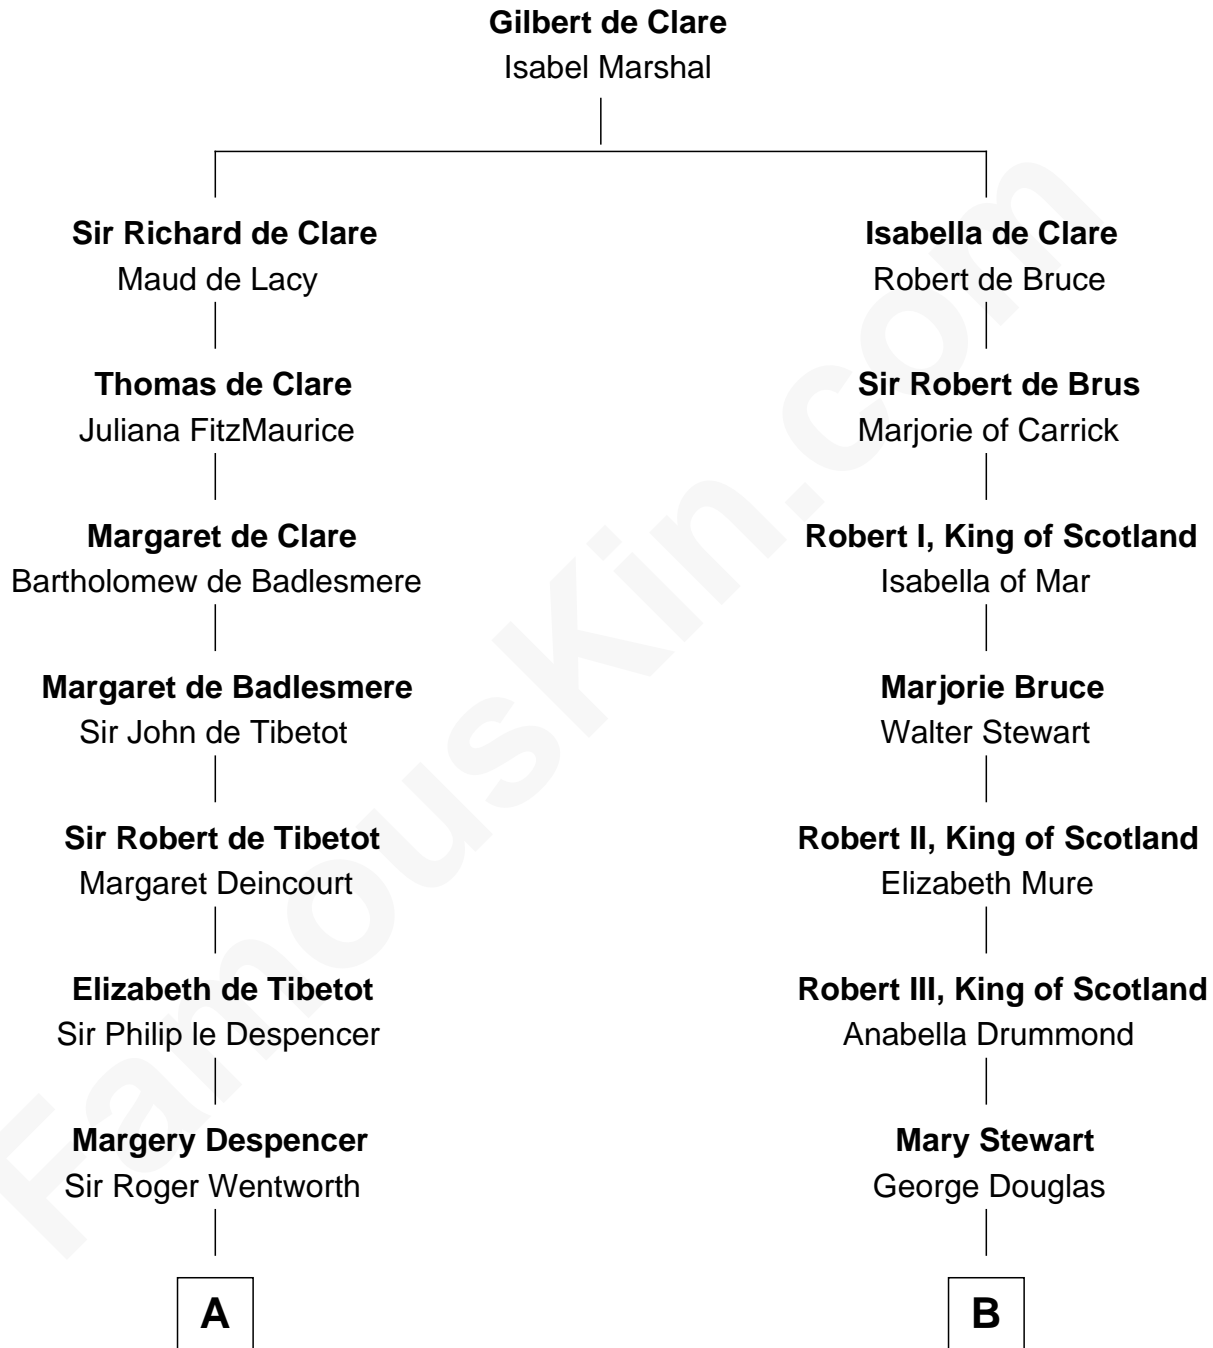 Gilbert de Clare
Isabel Marshal
Sir Richard de Clare
Maud de Lacy
Thomas de Clare
Juliana FitzMaurice
Margaret de Clare
Bartholomew de Badlesmere
Margaret de Badlesmere
Sir John de Tibetot
Sir Robert de Tibetot
Margaret Deincourt
Elizabeth de Tibetot
Sir Philip le Despencer
Margery Despencer
Sir Roger Wentworth
A
Isabella de Clare
Robert de Bruce
Sir Robert de Brus
Marjorie of Carrick
Robert I, King of Scotland
Isabella of Mar
Marjorie Bruce
Walter Stewart
Robert II, King of Scotland
Elizabeth Mure
Robert III, King of Scotland
Anabella Drummond
Mary Stewart
George Douglas
B
FamousKin.com